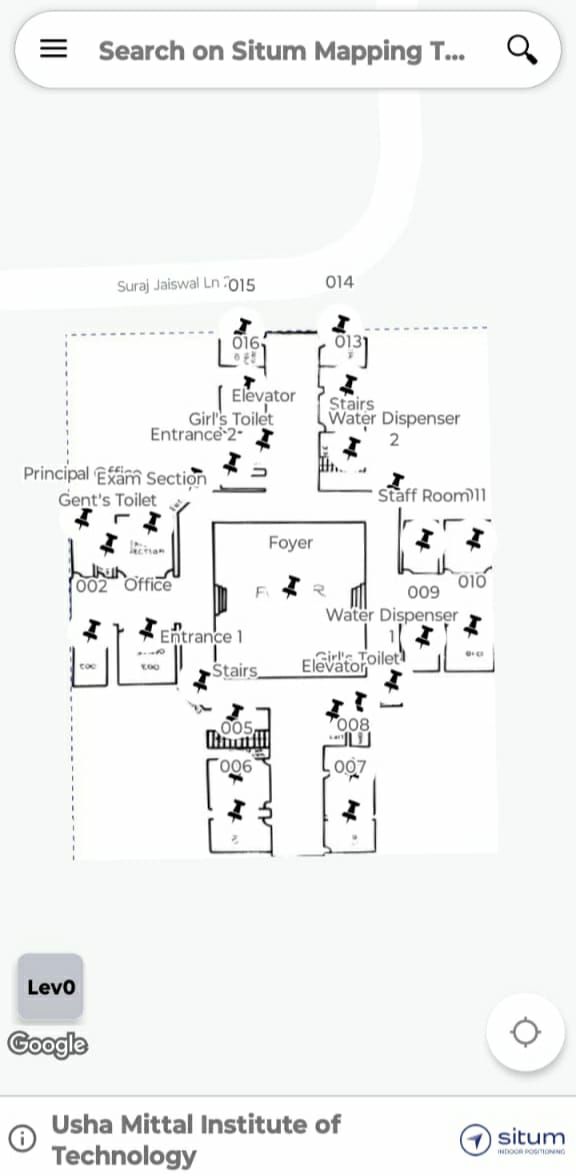 Search on Situm Mapping T...
Suraj Jaiswal Ln
015
014
016
013
Elevator
Stairs
Girl's Toilet
Water Dispenser
2
Entrance 2
Principal Office
Exam Section
Gent's Toilet
Staff Room
011
Foyer
002
Office
009
010
Water Dispenser
1
Entrance 1
Girl's Toilet
Elevator
Stairs
005
008
006
007
Lev0
Google
Usha Mittal Institute of
Technology
situm
INDOOR POSITIONING